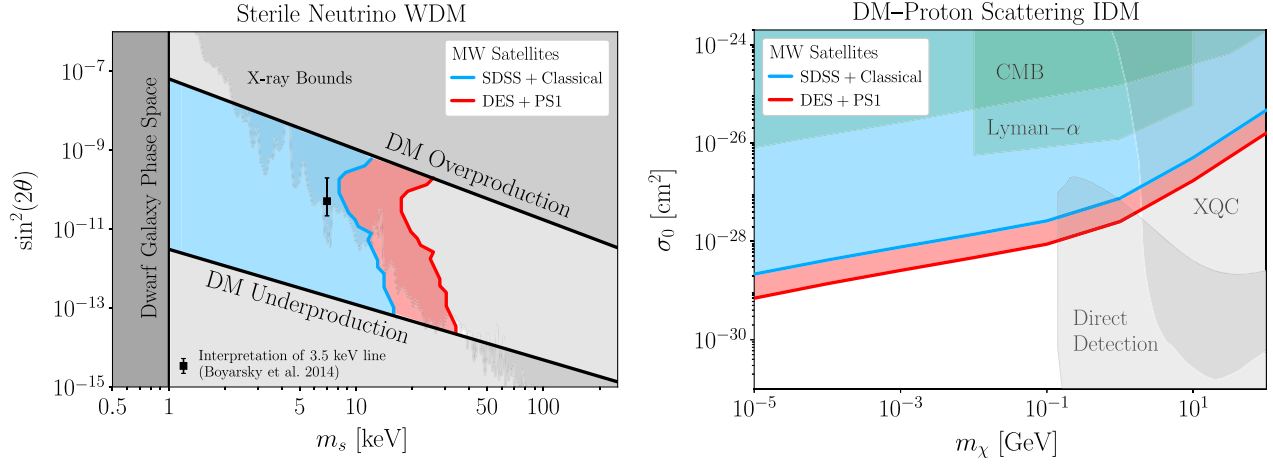 Sterile Neutrino WDM
sin²(2θ)
10⁻⁷
10⁻⁹
10⁻¹¹
10⁻¹³
10⁻¹⁵
Dwarf Galaxy Phase Space
X-ray Bounds
MW Satellites
SDSS + Classical
DES + PS1
DM Overproduction
DM Underproduction
Interpretation of 3.5 keV line
(Boyarsky et al. 2014)
0.5 1 5 10 50 100
mₛ [keV]
DM–Proton Scattering IDM
σ₀ [cm²]
10⁻²⁴
10⁻²⁶
10⁻²⁸
10⁻³⁰
MW Satellites
SDSS + Classical
DES + PS1
CMB
Lyman−α
XQC
Direct
Detection
10⁻⁵ 10⁻³ 10⁻¹ 10¹
m_χ [GeV]